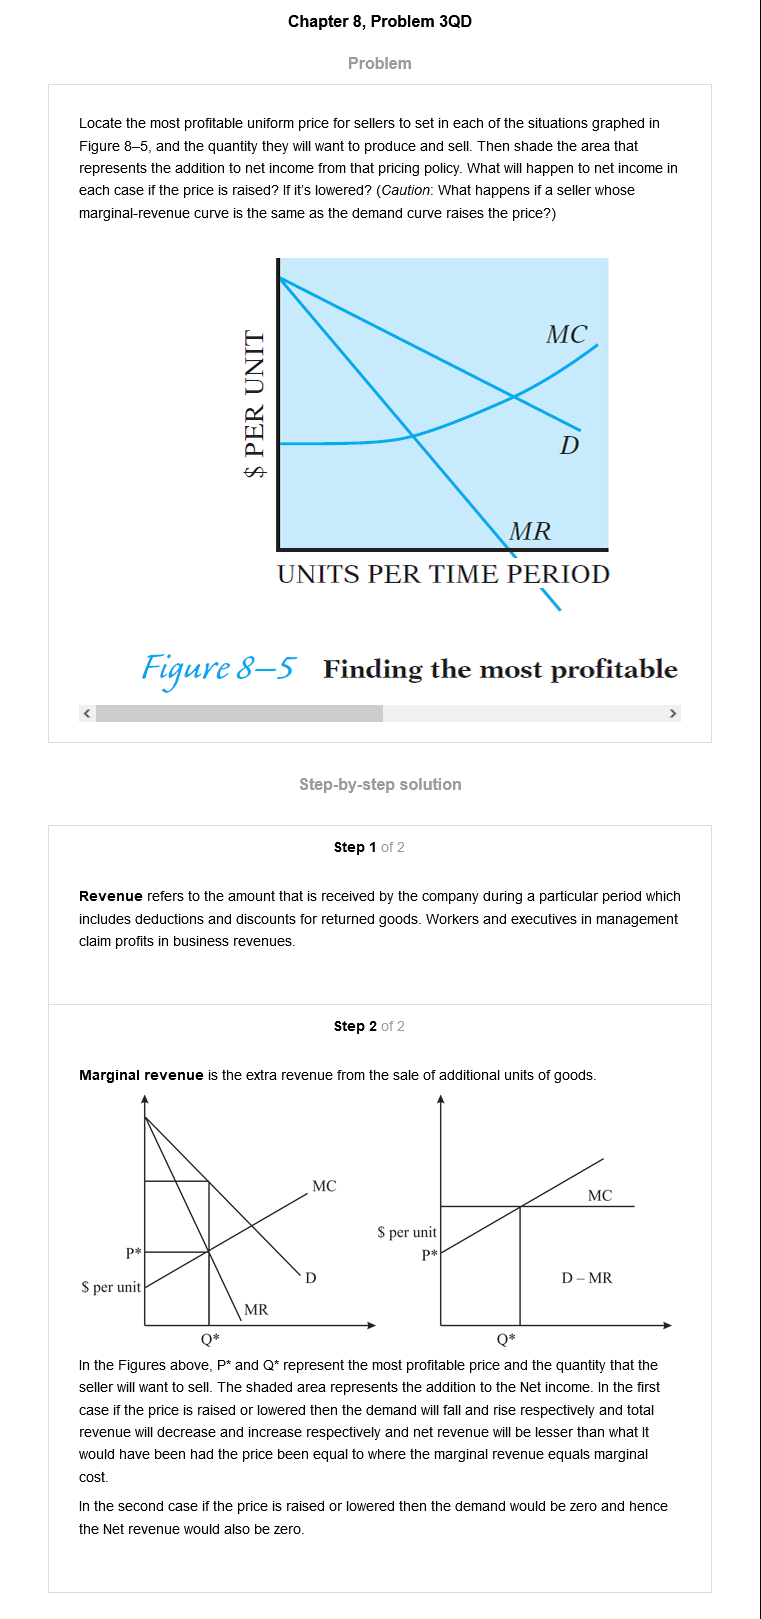 Chapter 8, Problem 3QD
Problem
Locate the most profitable uniform price for sellers to set in each of the situations graphed in
Figure 8–5, and the quantity they will want to produce and sell. Then shade the area that
represents the addition to net income from that pricing policy. What will happen to net income in
each case if the price is raised? If it's lowered? (Caution: What happens if a seller whose
marginal-revenue curve is the same as the demand curve raises the price?)
$ PER UNIT
MC
D
MR
UNITS PER TIME PERIOD
Figure 8–5 Finding the most profitable
Step-by-step solution
Step 1 of 2
Revenue refers to the amount that is received by the company during a particular period which
includes deductions and discounts for returned goods. Workers and executives in management
claim profits in business revenues.
Step 2 of 2
Marginal revenue is the extra revenue from the sale of additional units of goods.
MC
P*
$ per unit
D
MR
Q*
MC
$ per unit
P*
D – MR
Q*
In the Figures above, P* and Q* represent the most profitable price and the quantity that the
seller will want to sell. The shaded area represents the addition to the Net income. In the first
case if the price is raised or lowered then the demand will fall and rise respectively and total
revenue will decrease and increase respectively and net revenue will be lesser than what It
would have been had the price been equal to where the marginal revenue equals marginal
cost.
In the second case if the price is raised or lowered then the demand would be zero and hence
the Net revenue would also be zero.